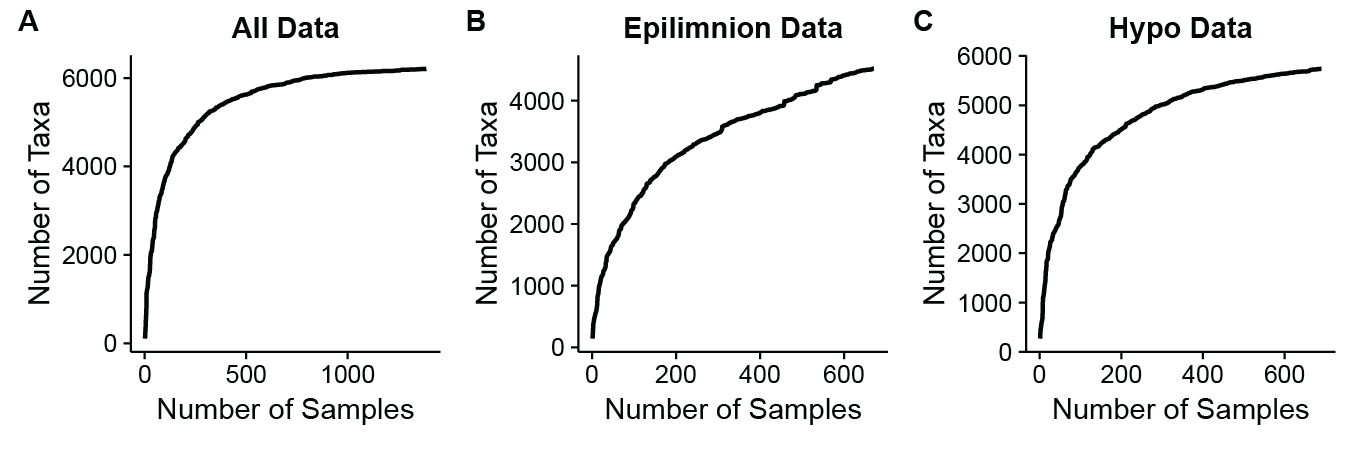 A
All Data
Number of Taxa
6000
4000
2000
0
0 500 1000
Number of Samples
B
Epilimnion Data
Number of Taxa
4000
3000
2000
1000
0
0 200 400 600
Number of Samples
C
Hypo Data
Number of Taxa
6000
5000
4000
3000
2000
1000
0
0 200 400 600
Number of Samples